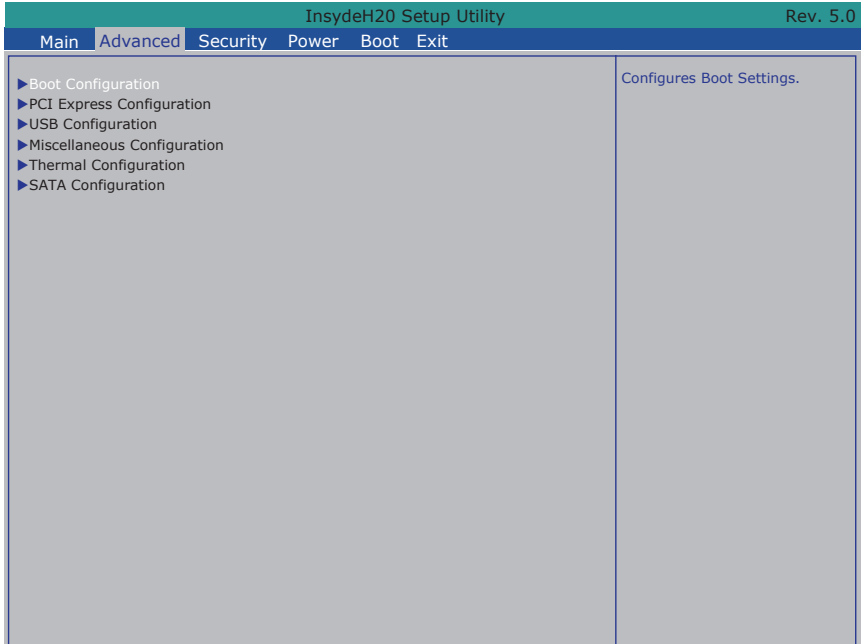 InsydeH20 Setup Utility Rev. 5.0
Main Advanced Security Power Boot Exit
▶Boot Configuration
▶PCI Express Configuration
▶USB Configuration
▶Miscellaneous Configuration
▶Thermal Configuration
▶SATA Configuration
Configures Boot Settings.